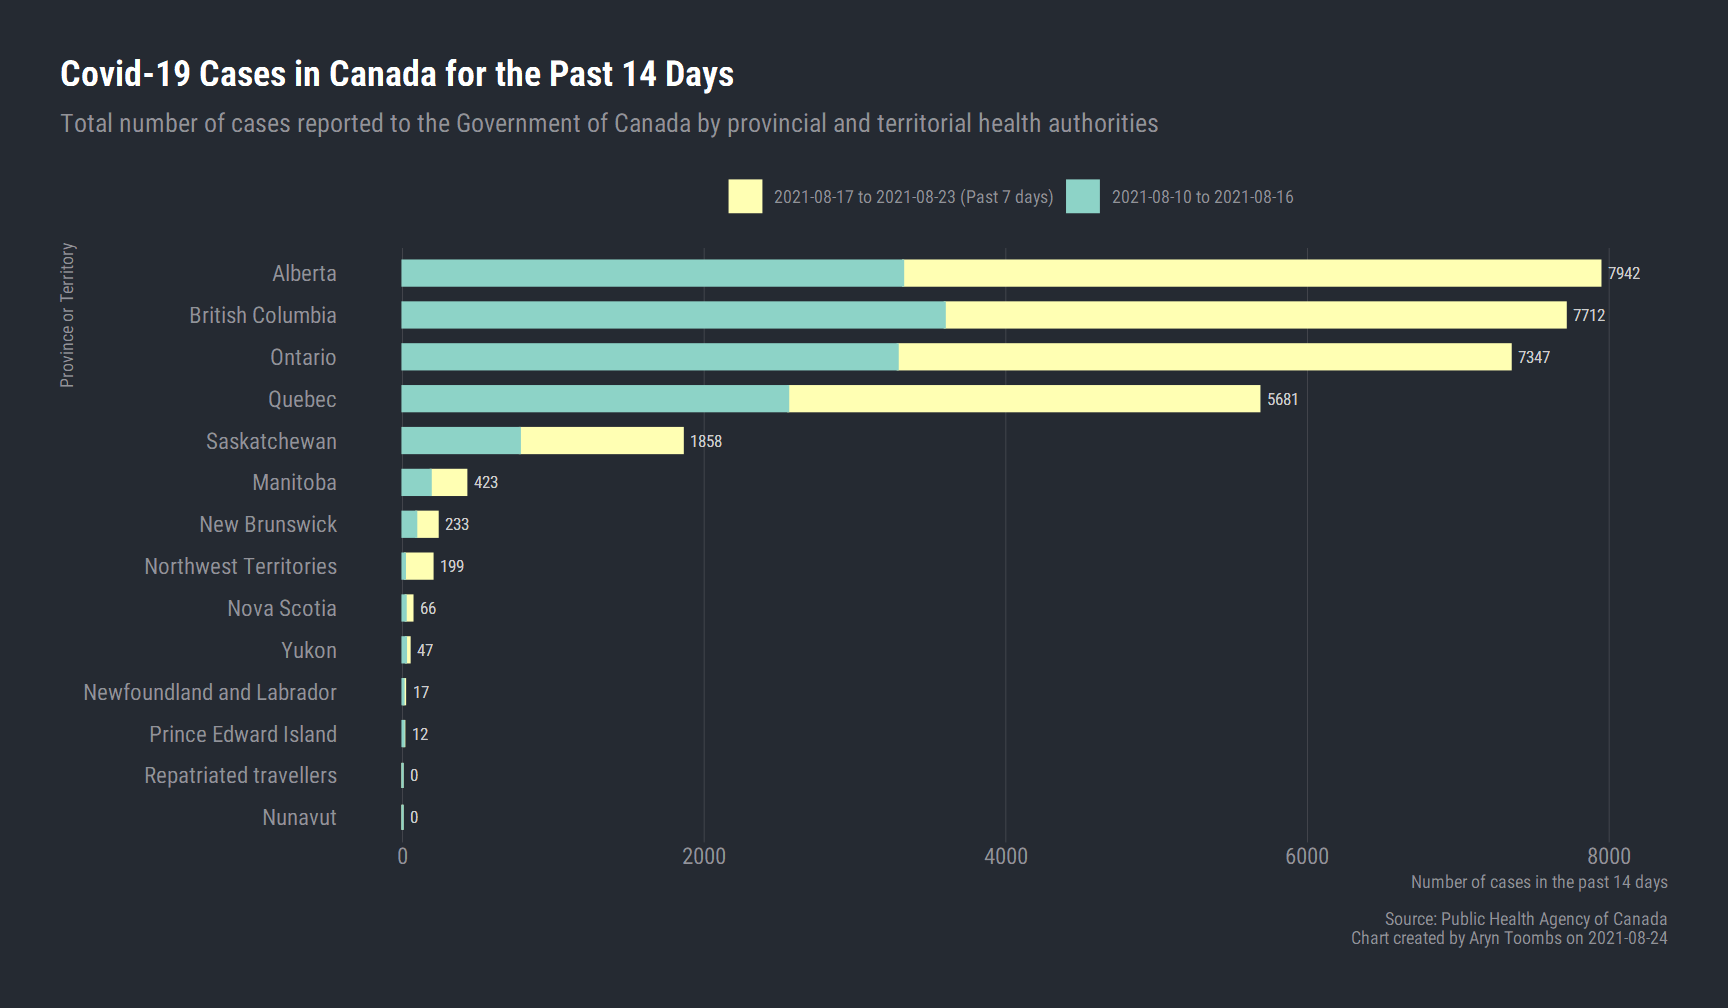 Covid-19 Cases in Canada for the Past 14 Days
Total number of cases reported to the Government of Canada by provincial and territorial health authorities
2021-08-17 to 2021-08-23 (Past 7 days) 2021-08-10 to 2021-08-16
Province or Territory
Alberta 7942
British Columbia 7712
Ontario 7347
Quebec 5681
Saskatchewan 1858
Manitoba 423
New Brunswick 233
Northwest Territories 199
Nova Scotia 66
Yukon 47
Newfoundland and Labrador 17
Prince Edward Island 12
Repatriated travellers 0
Nunavut 0
0 2000 4000 6000 8000
Number of cases in the past 14 days
Source: Public Health Agency of Canada
Chart created by Aryn Toombs on 2021-08-24